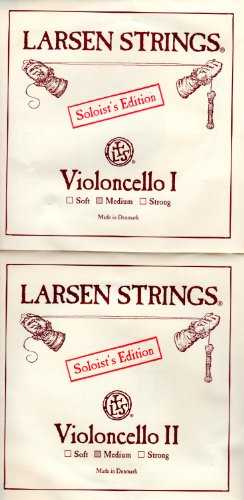 LARSEN STRINGS®
Soloist's Edition
Violoncello I
☐ Soft ☒ Medium ☐ Strong
Made in Denmark
LARSEN STRINGS®
Soloist's Edition
Violoncello II
☐ Soft ☒ Medium ☐ Strong
Made in Denmark